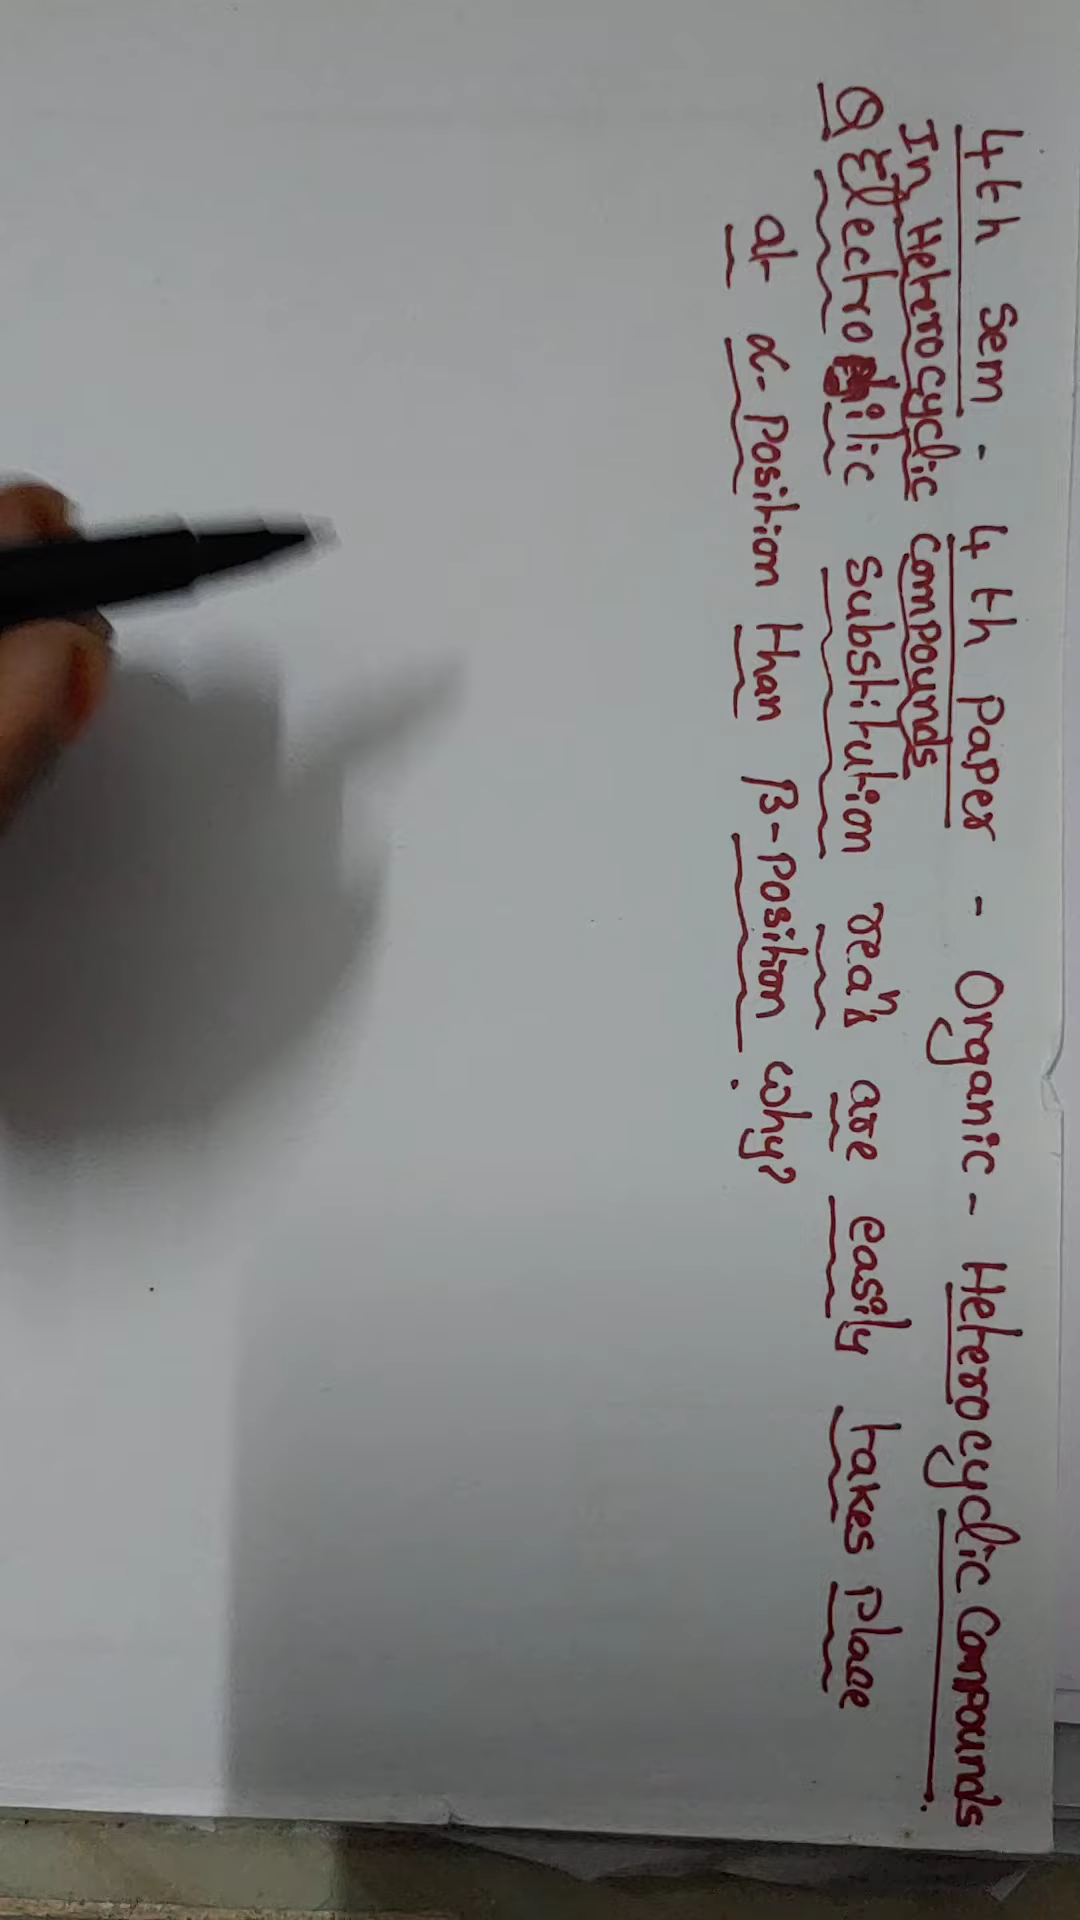 4th Sem - 4th Paper - Organic - Heterocyclic Compounds.
In Heterocyclic Compounds
Q Electrophilic substitution rea^ns are easily takes place
at α-position than β-position why?